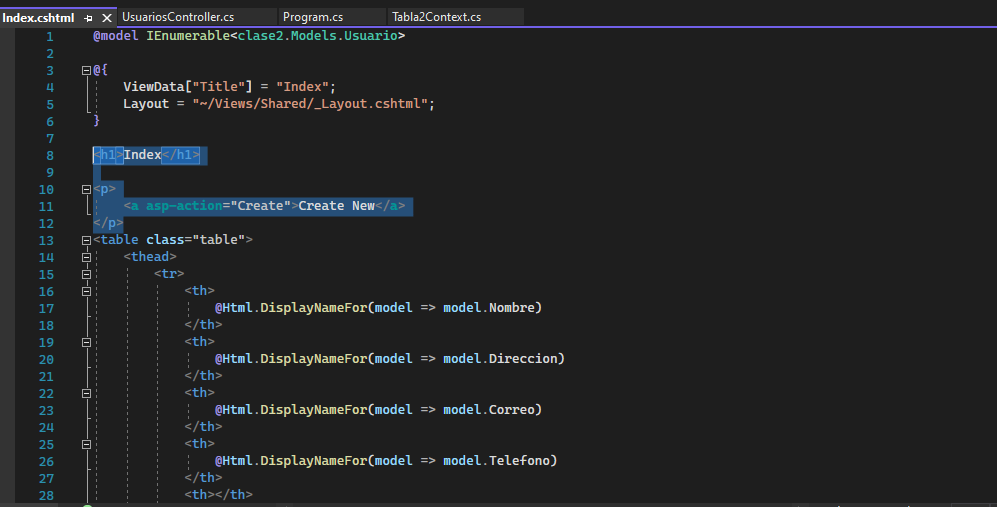 Index.cshtml UsuariosController.cs Program.cs Tabla2Context.cs
1 @model IEnumerable<clase2.Models.Usuario>
2
3 @{
4 ViewData["Title"] = "Index";
5 Layout = "~/Views/Shared/_Layout.cshtml";
6 }
7
8 <h1>Index</h1>
9
10 <p>
11 <a asp-action="Create">Create New</a>
12 </p>
13 <table class="table">
14 <thead>
15 <tr>
16 <th>
17 @Html.DisplayNameFor(model => model.Nombre)
18 </th>
19 <th>
20 @Html.DisplayNameFor(model => model.Direccion)
21 </th>
22 <th>
23 @Html.DisplayNameFor(model => model.Correo)
24 </th>
25 <th>
26 @Html.DisplayNameFor(model => model.Telefono)
27 </th>
28 <th></th>